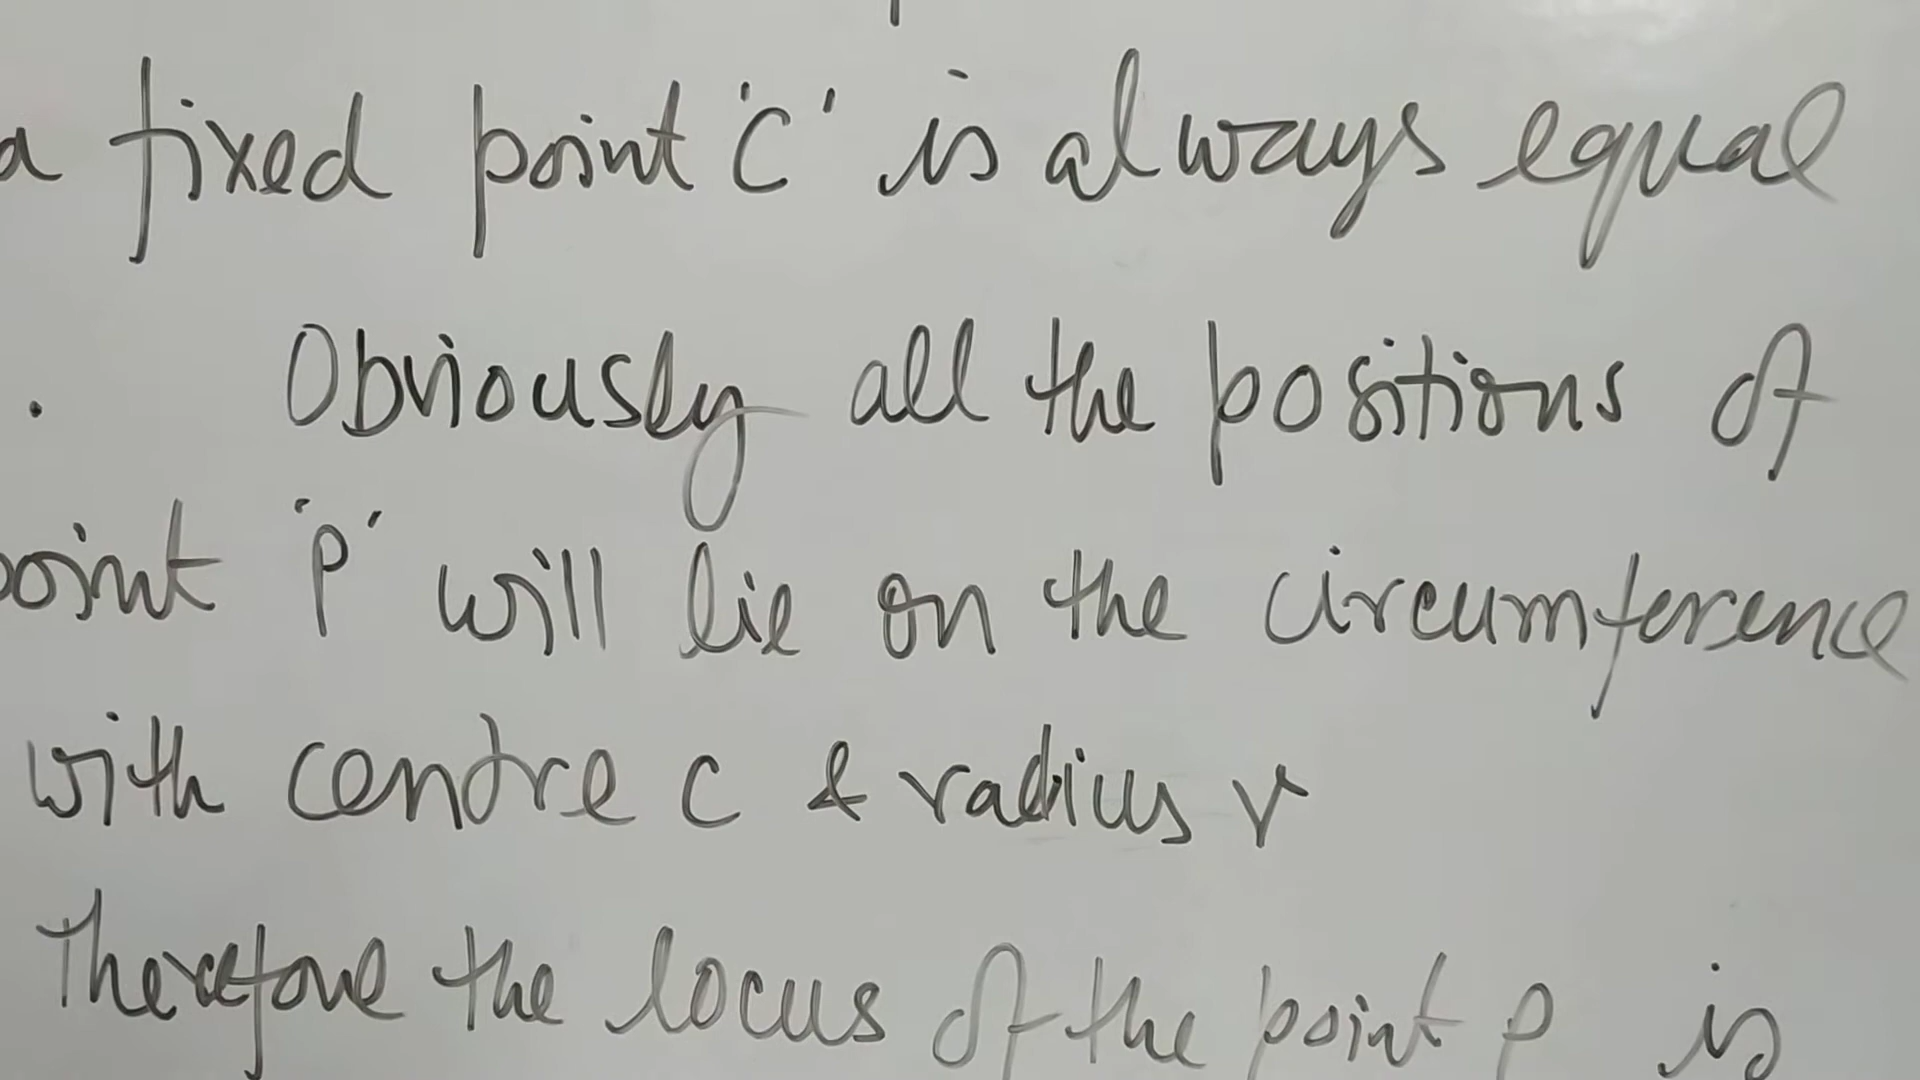 a fixed point 'C' is always equal
. Obviously all the positions of
point 'P' will lie on the circumference
with centre c & radius r
Therefore the locus of the point P is